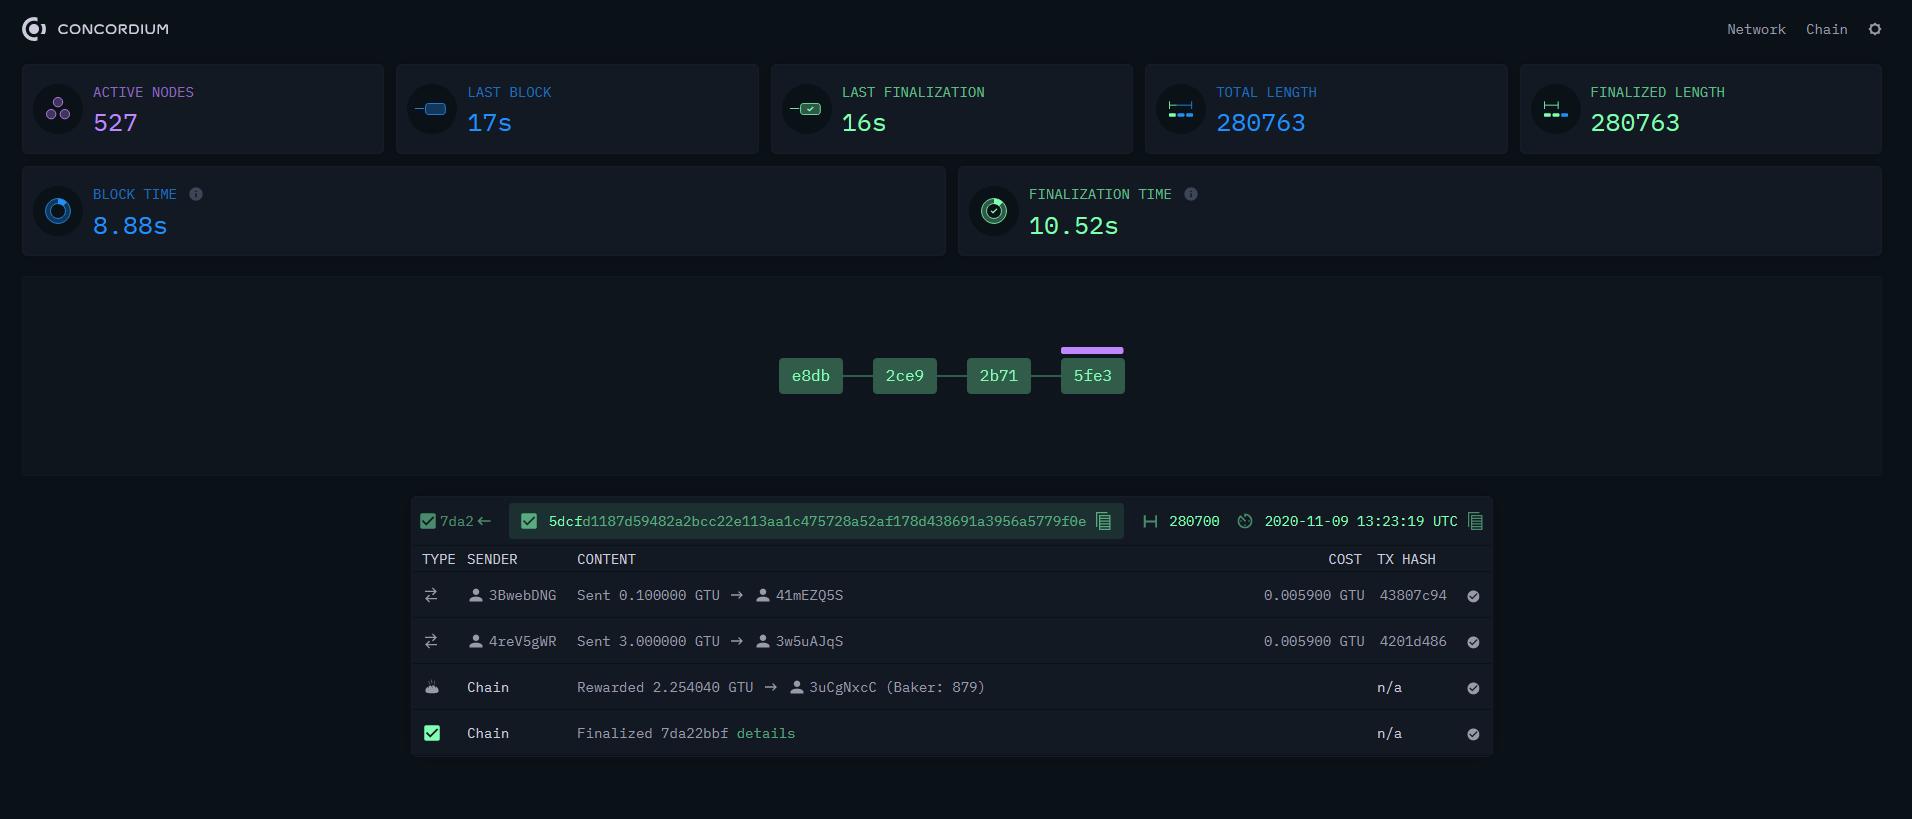 CONCORDIUM
Network Chain
ACTIVE NODES
527
LAST BLOCK
17s
LAST FINALIZATION
16s
TOTAL LENGTH
280763
FINALIZED LENGTH
280763
BLOCK TIME
8.88s
FINALIZATION TIME
10.52s
e8db 2ce9 2b71 5fe3
7da2 5dcfd1187d59482a2bcc22e113aa1c475728a52af178d438691a3956a5779f0e 280700 2020-11-09 13:23:19 UTC
TYPE SENDER CONTENT COST TX HASH
3BwebDNG Sent 0.100000 GTU → 41mEZQ5S 0.005900 GTU 43807c94
4reV5gWR Sent 3.000000 GTU → 3w5uAJqS 0.005900 GTU 4201d486
Chain Rewarded 2.254040 GTU → 3uCgNxcC (Baker: 879) n/a
Chain Finalized 7da22bbf details n/a